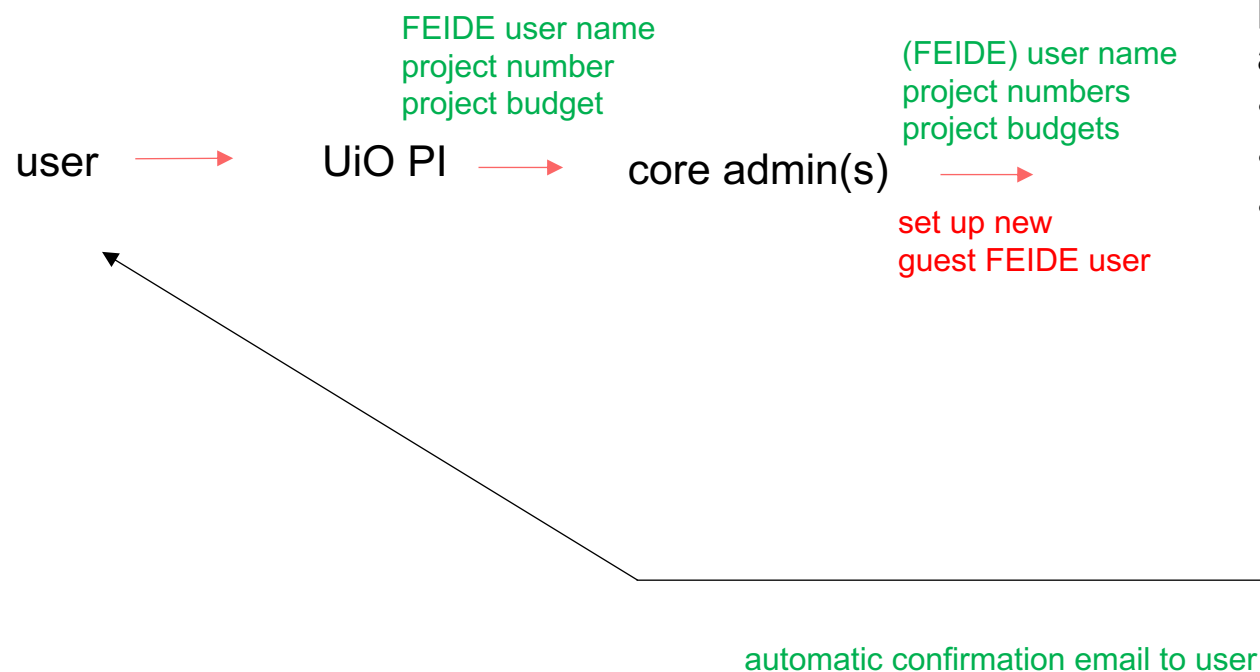 FEIDE user name
project number
project budget
(FEIDE) user name
project numbers
project budgets
user
UiO PI
core admin(s)
set up new
guest FEIDE user
automatic confirmation email to user